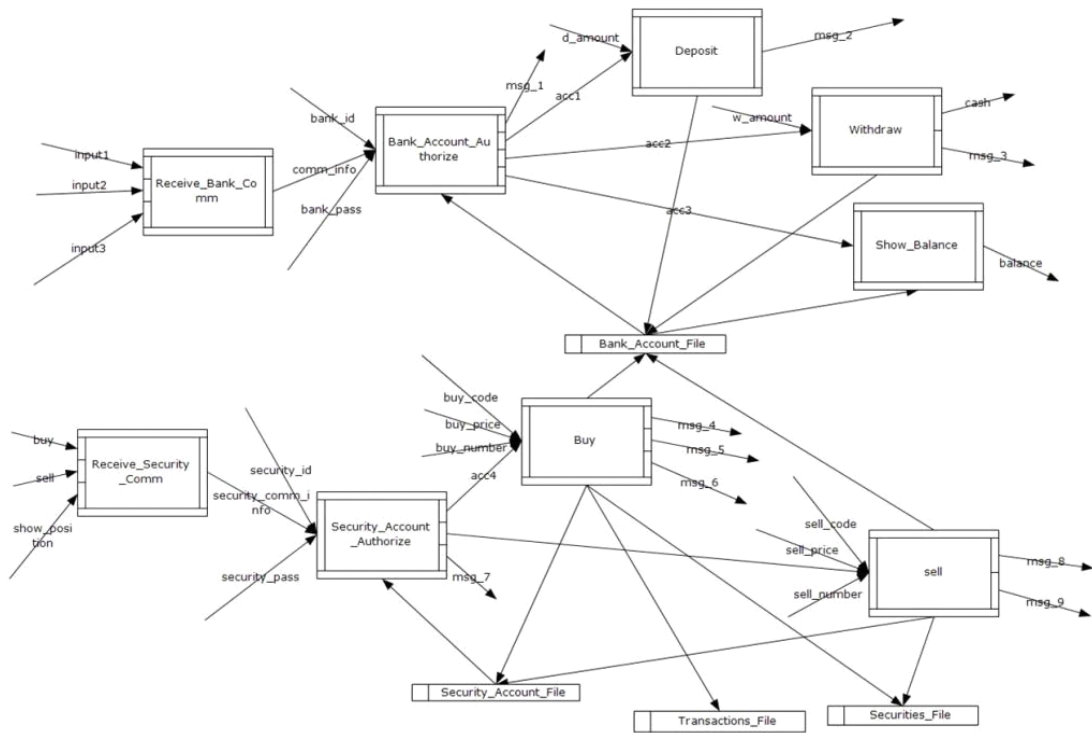 d_amount
Deposit
msg_2
msg_1
acc1
bank_id
Bank_Account_Au
thorize
w_amount
Withdraw
cash
msg_3
acc2
input1
input2
input3
Receive_Bank_Co
mm
comm_info
bank_pass
acc3
Show_Balance
balance
Bank_Account_File
buy_code
buy_price
buy_number
Buy
msg_4
msg_5
msg_6
buy
sell
show_posi
tion
Receive_Security
_Comm
security_id
security_comm_i
nfo
acc4
Security_Account
_Authorize
security_pass
msg_7
sell_code
sell_price
sell_number
sell
msg_8
msg_9
Security_Account_File
Transactions_File
Securities_File